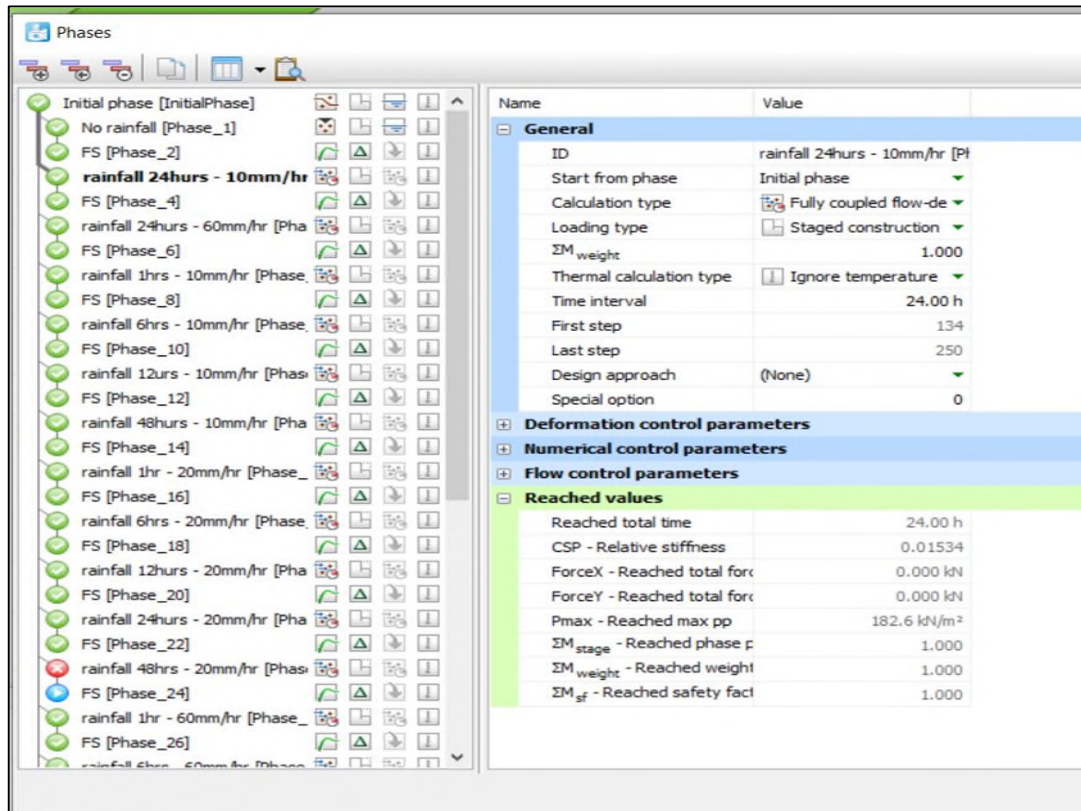 Phases
Initial phase [InitialPhase]
No rainfall [Phase_1]
FS [Phase_2]
rainfall 24hurs - 10mm/hr
FS [Phase_4]
rainfall 24hurs - 60mm/hr [Pha
FS [Phase_6]
rainfall 1hrs - 10mm/hr [Phase_
FS [Phase_8]
rainfall 6hrs - 10mm/hr [Phase_
FS [Phase_10]
rainfall 12urs - 10mm/hr [Phas
FS [Phase_12]
rainfall 48hurs - 10mm/hr [Pha
FS [Phase_14]
rainfall 1hr - 20mm/hr [Phase_
FS [Phase_16]
rainfall 6hrs - 20mm/hr [Phase_
FS [Phase_18]
rainfall 12hurs - 20mm/hr [Pha
FS [Phase_20]
rainfall 24hurs - 20mm/hr [Pha
FS [Phase_22]
rainfall 48hrs - 20mm/hr [Phas
FS [Phase_24]
rainfall 1hr - 60mm/hr [Phase_
FS [Phase_26]
rainfall 6hrs - 60mm/hr [Phase
Name Value
General
ID rainfall 24hurs - 10mm/hr [Ph
Start from phase Initial phase
Calculation type Fully coupled flow-de
Loading type Staged construction
ΣM weight 1.000
Thermal calculation type Ignore temperature
Time interval 24.00 h
First step 134
Last step 250
Design approach (None)
Special option 0
Deformation control parameters
Numerical control parameters
Flow control parameters
Reached values
Reached total time 24.00 h
CSP - Relative stiffness 0.01534
ForceX - Reached total forc 0.000 kN
ForceY - Reached total forc 0.000 kN
Pmax - Reached max pp 182.6 kN/m²
ΣM stage - Reached phase p 1.000
ΣM weight - Reached weight 1.000
ΣM sf - Reached safety fact 1.000